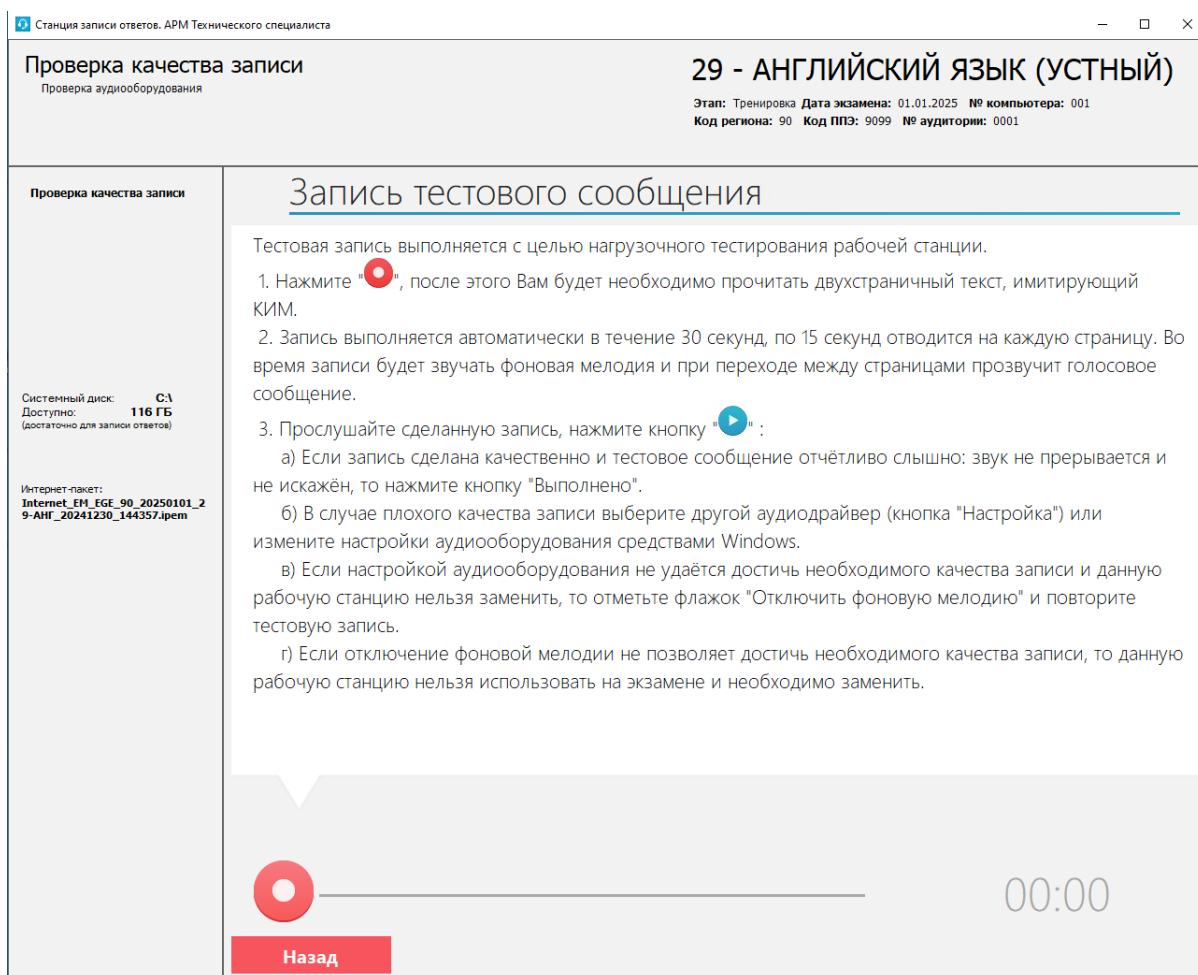 Станция записи ответов. АРМ Технического специалиста
Проверка качества записи
Проверка аудиооборудования
29 - АНГЛИЙСКИЙ ЯЗЫК (УСТНЫЙ)
Этап: Тренировка Дата экзамена: 01.01.2025 № компьютера: 001
Код региона: 90 Код ППЭ: 9099 № аудитории: 0001
Проверка качества записи
Системный диск: C:\
Доступно: 116 ГБ
(достаточно для записи ответов)
Интернет-пакет:
Internet_EM_EGE_90_20250101_2
9-АНГ_20241230_144357.ipem
Запись тестового сообщения
Тестовая запись выполняется с целью нагрузочного тестирования рабочей станции.
1. Нажмите "", после этого Вам будет необходимо прочитать двухстраничный текст, имитирующий
КИМ.
2. Запись выполняется автоматически в течение 30 секунд, по 15 секунд отводится на каждую страницу. Во
время записи будет звучать фоновая мелодия и при переходе между страницами прозвучит голосовое
сообщение.
3. Прослушайте сделанную запись, нажмите кнопку "" :
а) Если запись сделана качественно и тестовое сообщение отчётливо слышно: звук не прерывается и
не искажён, то нажмите кнопку "Выполнено".
б) В случае плохого качества записи выберите другой аудиодрайвер (кнопка "Настройка") или
измените настройки аудиооборудования средствами Windows.
в) Если настройкой аудиооборудования не удаётся достичь необходимого качества записи и данную
рабочую станцию нельзя заменить, то отметьте флажок "Отключить фоновую мелодию" и повторите
тестовую запись.
г) Если отключение фоновой мелодии не позволяет достичь необходимого качества записи, то данную
рабочую станцию нельзя использовать на экзамене и необходимо заменить.
00:00
Назад